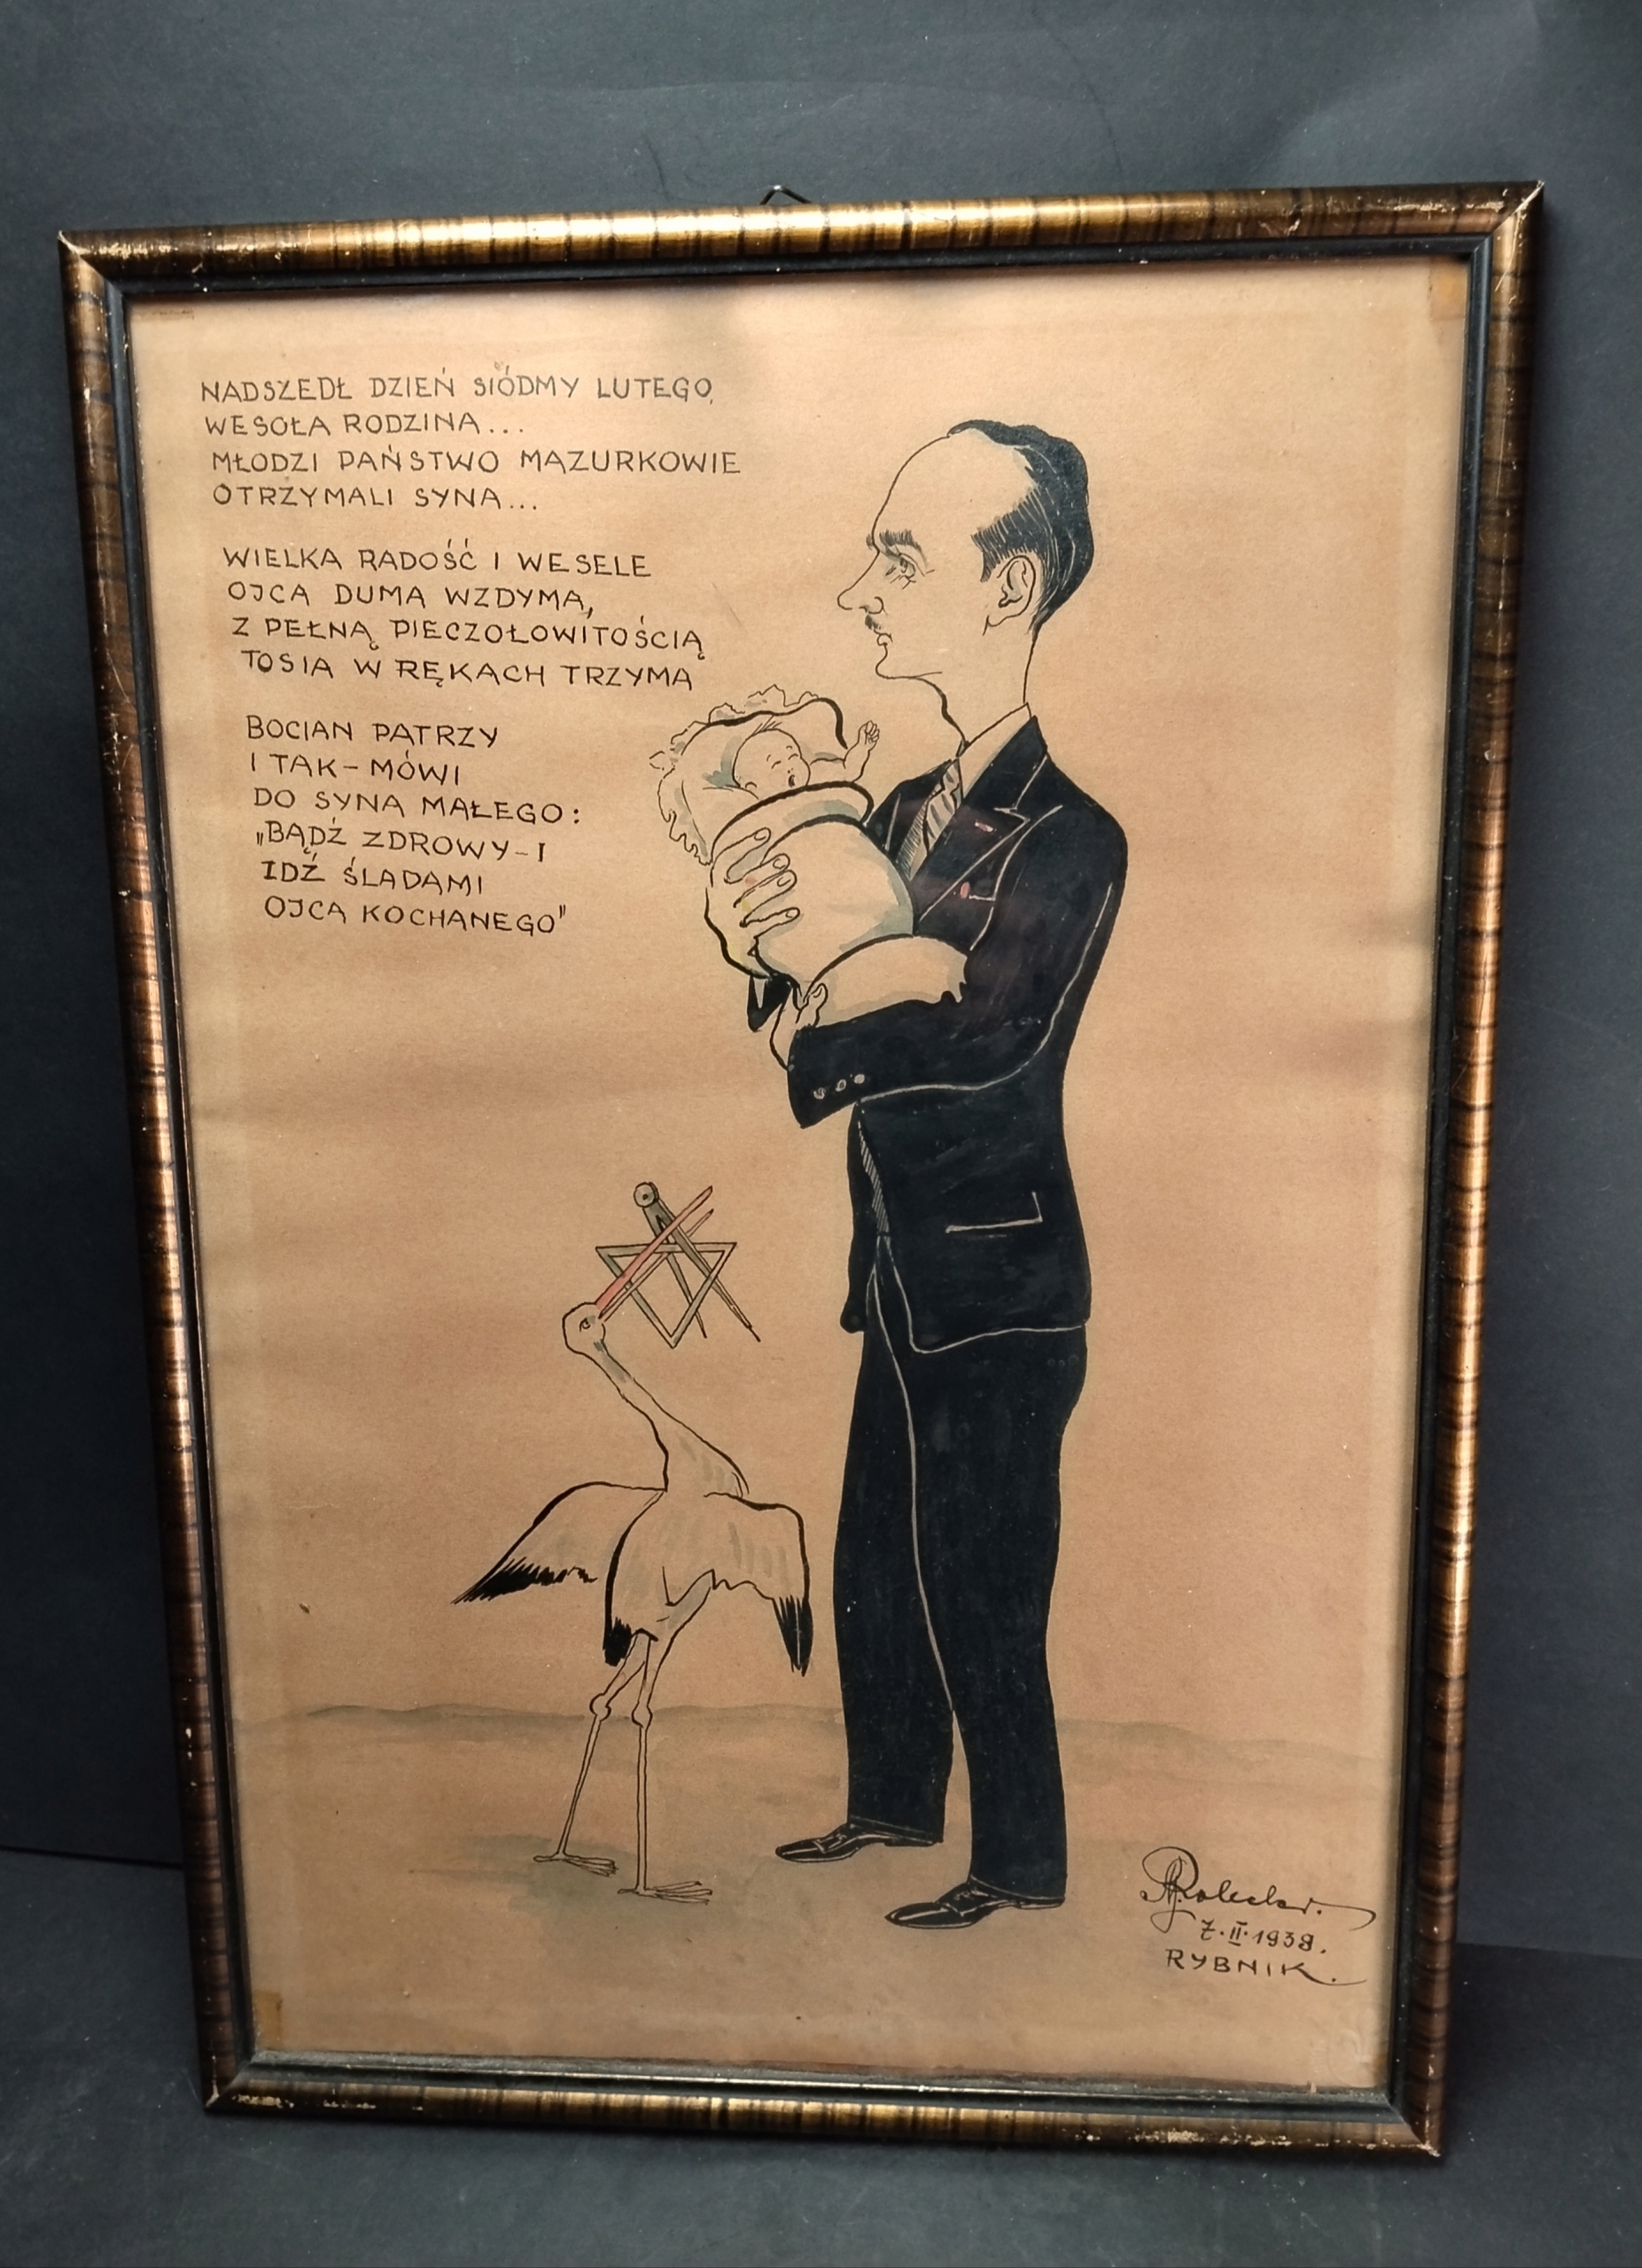 NADSZEDŁ DZIEŃ SIÓDMY LUTEGO,
WESOŁA RODZINA...
MŁODZI PAŃSTWO MAZURKOWIE
OTRZYMALI SYNA...
WIELKA RADOŚĆ I WESELE
OJCA DUMA WZDYMA,
Z PEŁNĄ PIECZOŁOWITOŚCIĄ
TOSIA W RĘKACH TRZYMA
BOCIAN PATRZY
I TAK-MÓWI
DO SYNA MAŁEGO:
„BĄDŹ ZDROWY-I
IDŹ ŚLADAMI
OJCA KOCHANEGO"
7.II.1938.
RYBNIK.